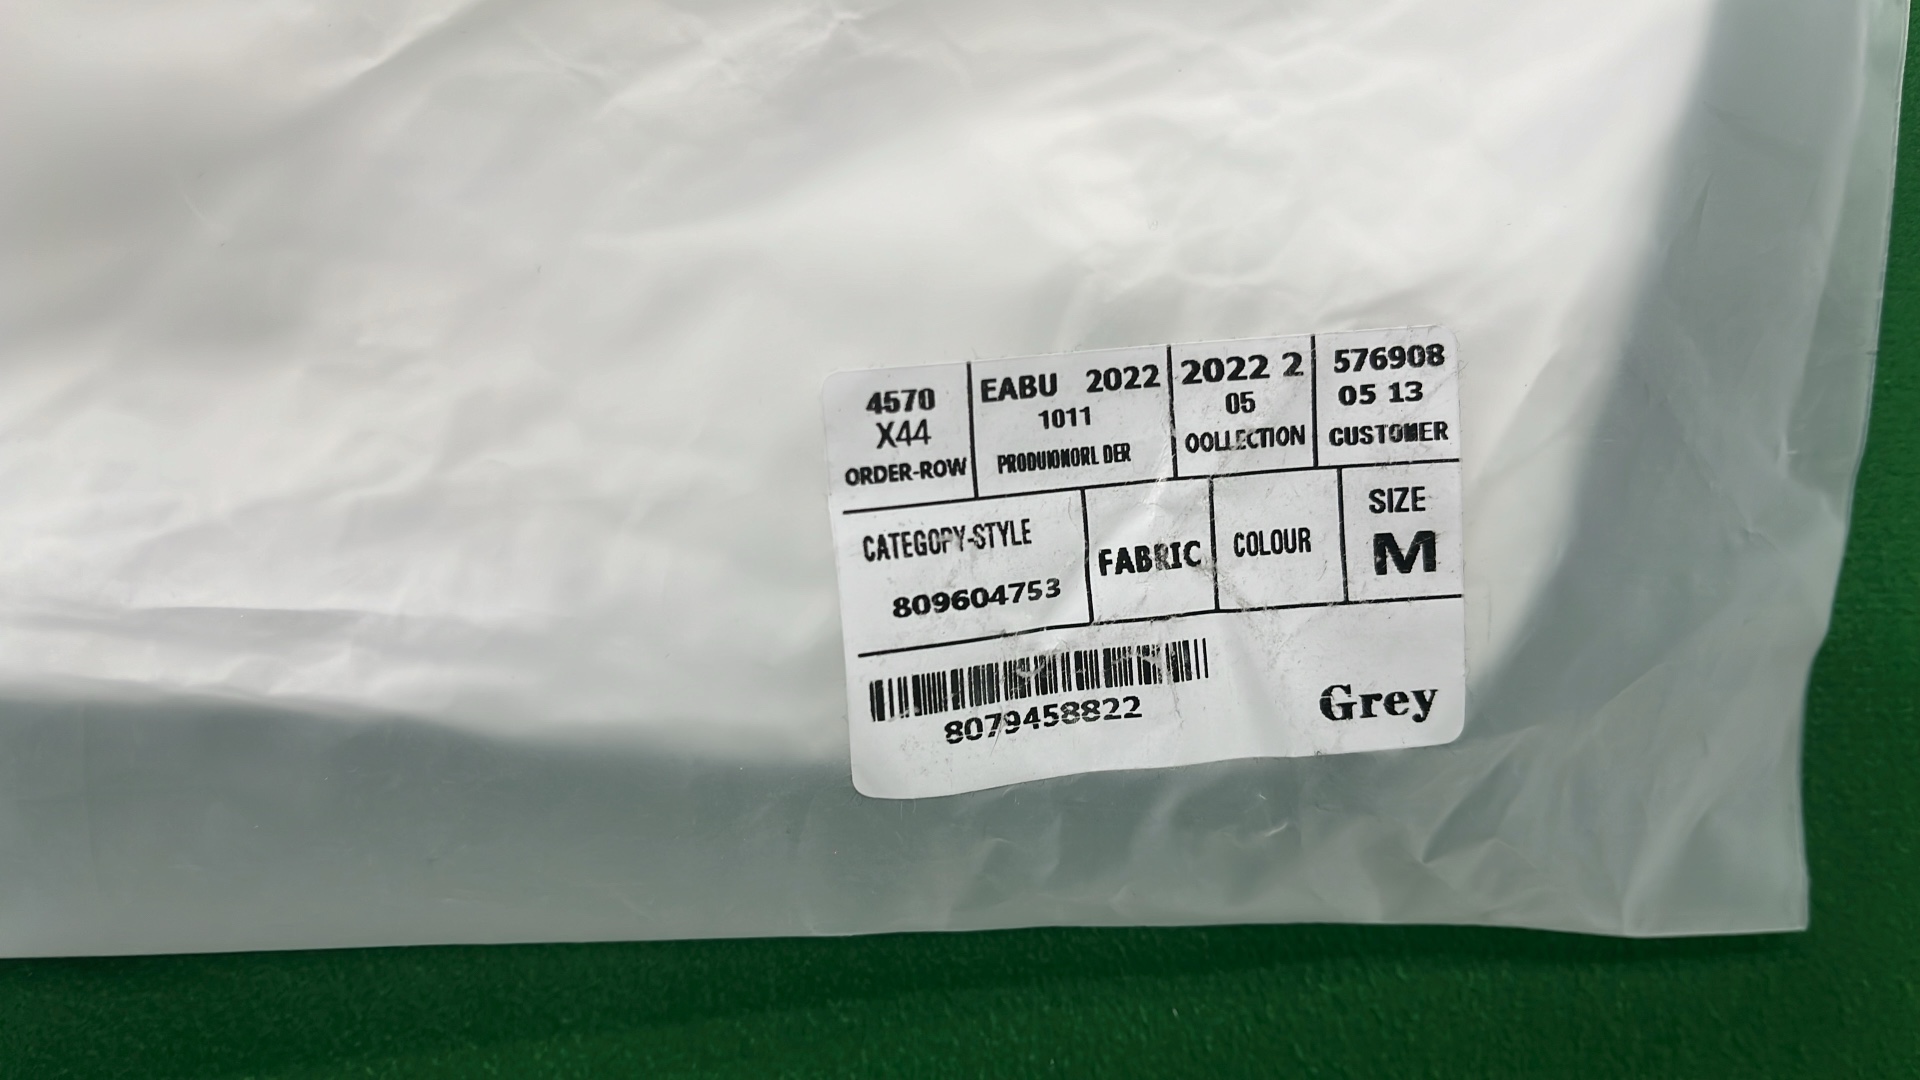 4570
X44
ORDER-ROW
EABU 2022
1011
PRODUIONORL DER
2022 2
05
OOLLECTION
576908
05 13
CUSTOMER
CATEGOPY-STYLE
809604753
FABRIC
COLOUR
SIZE
M
8079458822
Grey